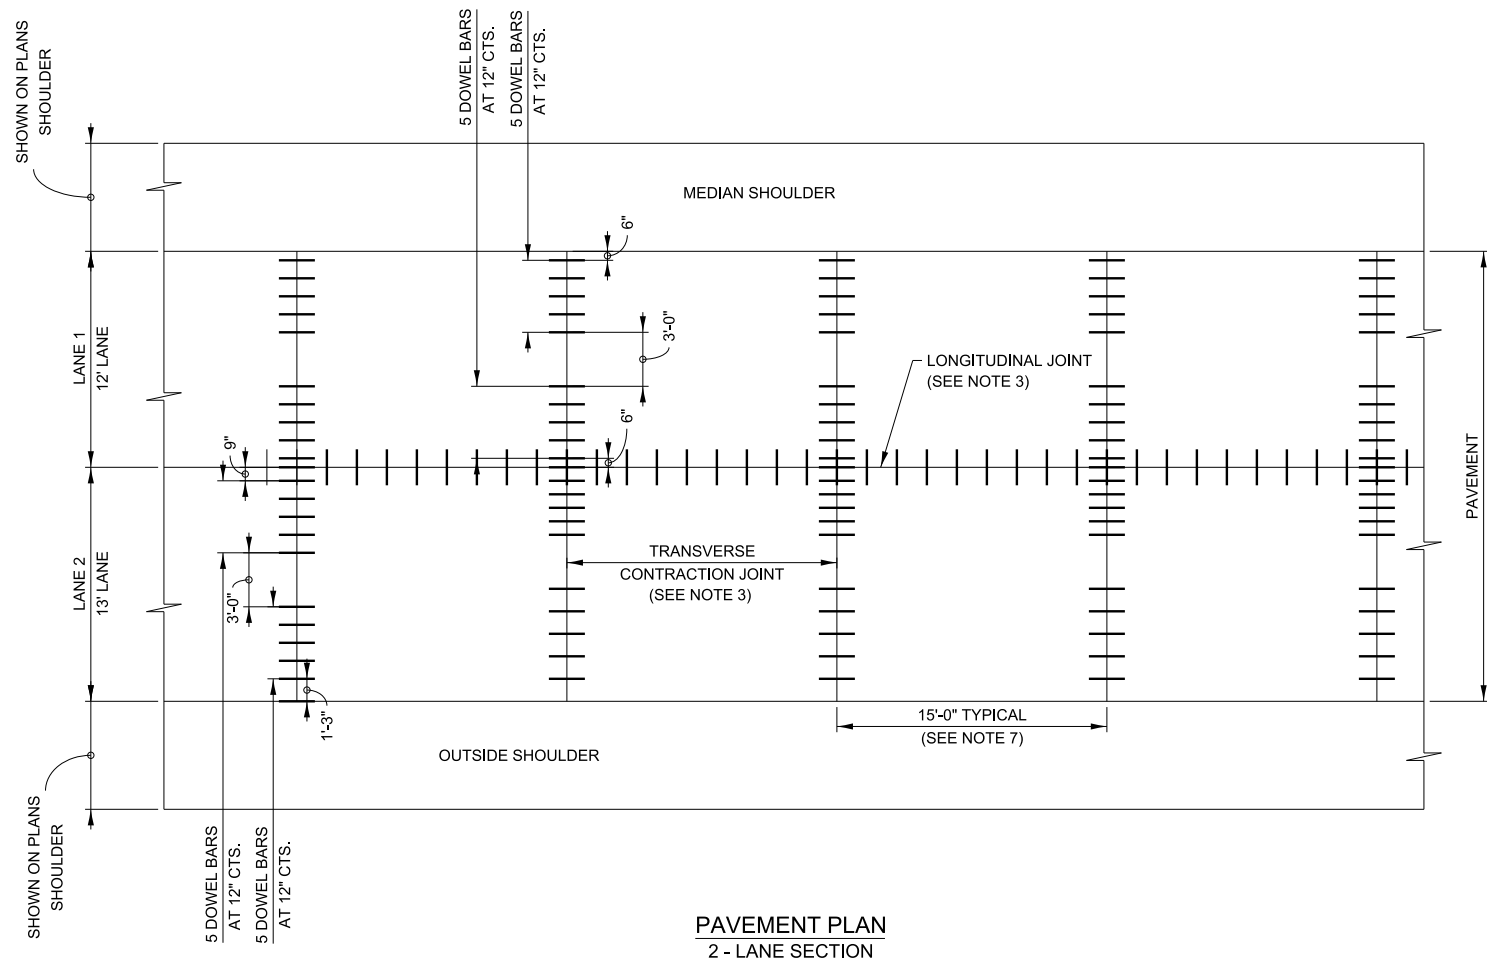 SHOWN ON PLANS
SHOULDER
5 DOWEL BARS
AT 12" CTS.
5 DOWEL BARS
AT 12" CTS.
MEDIAN SHOULDER
6"
3'-0"
LANE 1
12' LANE
LONGITUDINAL JOINT
(SEE NOTE 3)
6"
9"
PAVEMENT
LANE 2
13' LANE
TRANSVERSE
CONTRACTION JOINT
(SEE NOTE 3)
3'-0"
1'-3"
15'-0" TYPICAL
(SEE NOTE 7)
OUTSIDE SHOULDER
SHOWN ON PLANS
SHOULDER
5 DOWEL BARS
AT 12" CTS.
5 DOWEL BARS
AT 12" CTS.
PAVEMENT PLAN
2 - LANE SECTION